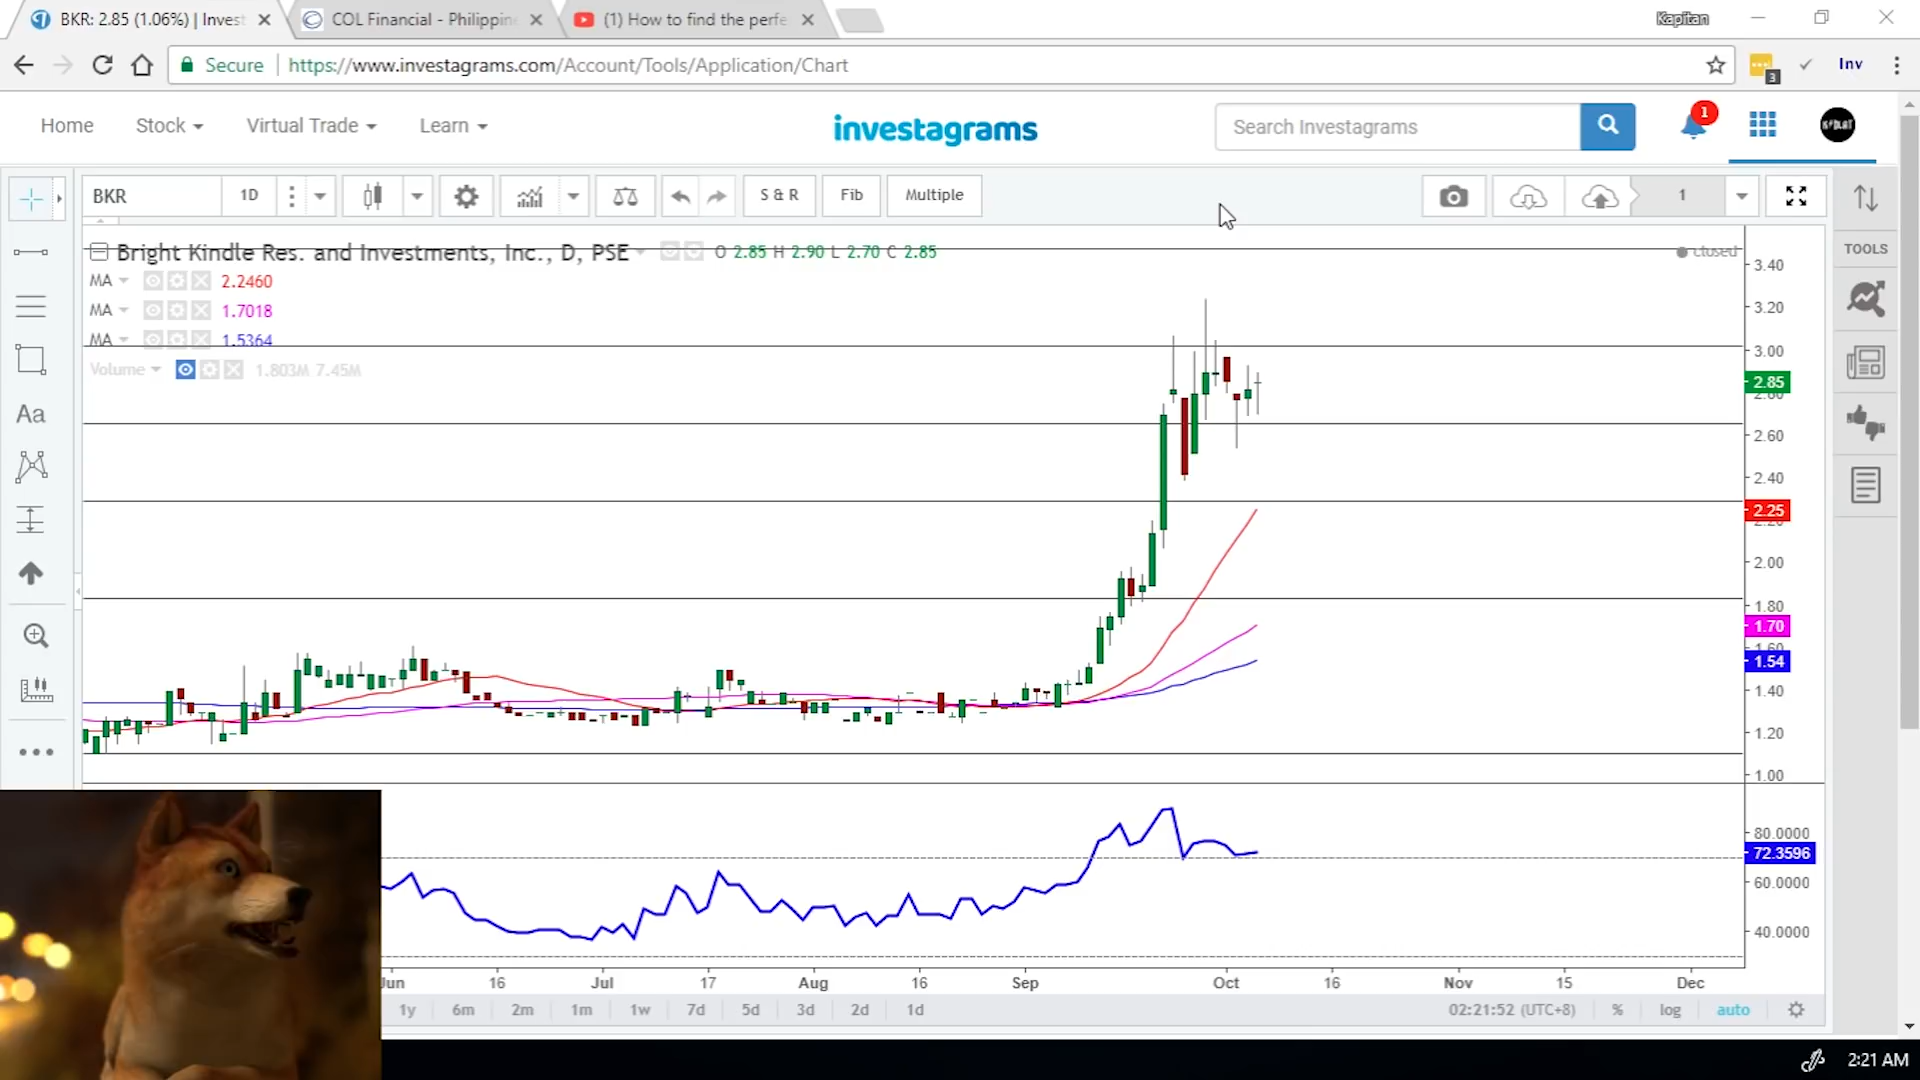 BKR: 2.85 (1.06%) | Invest
COL Financial - Philippin
(1) How to find the perfe
Kapitan
Secure
https://www.investagrams.com/Account/Tools/Application/Chart
3
Inv
Home
Stock
Virtual Trade
Learn
investagrams
Search Investagrams
1
BKR
1D
S & R
Fib
Multiple
1
TOOLS
Bright Kindle Res. and Investments, Inc., D, PSE
O 2.85 H 2.90 L 2.70 C 2.85
closed
MA 2.2460
MA 1.7018
MA 1.5364
Volume 1.803M 7.45M
3.40
3.20
3.00
2.85
2.60
2.40
2.25
2.00
1.80
1.70
1.54
1.40
1.20
1.00
80.0000
72.3596
60.0000
40.0000
Jun 16 Jul 17 Aug 16 Sep Oct 16 Nov 15 Dec
1y 6m 2m 1m 1w 7d 5d 3d 2d 1d
02:21:52 (UTC+8)
% log auto
2:21 AM